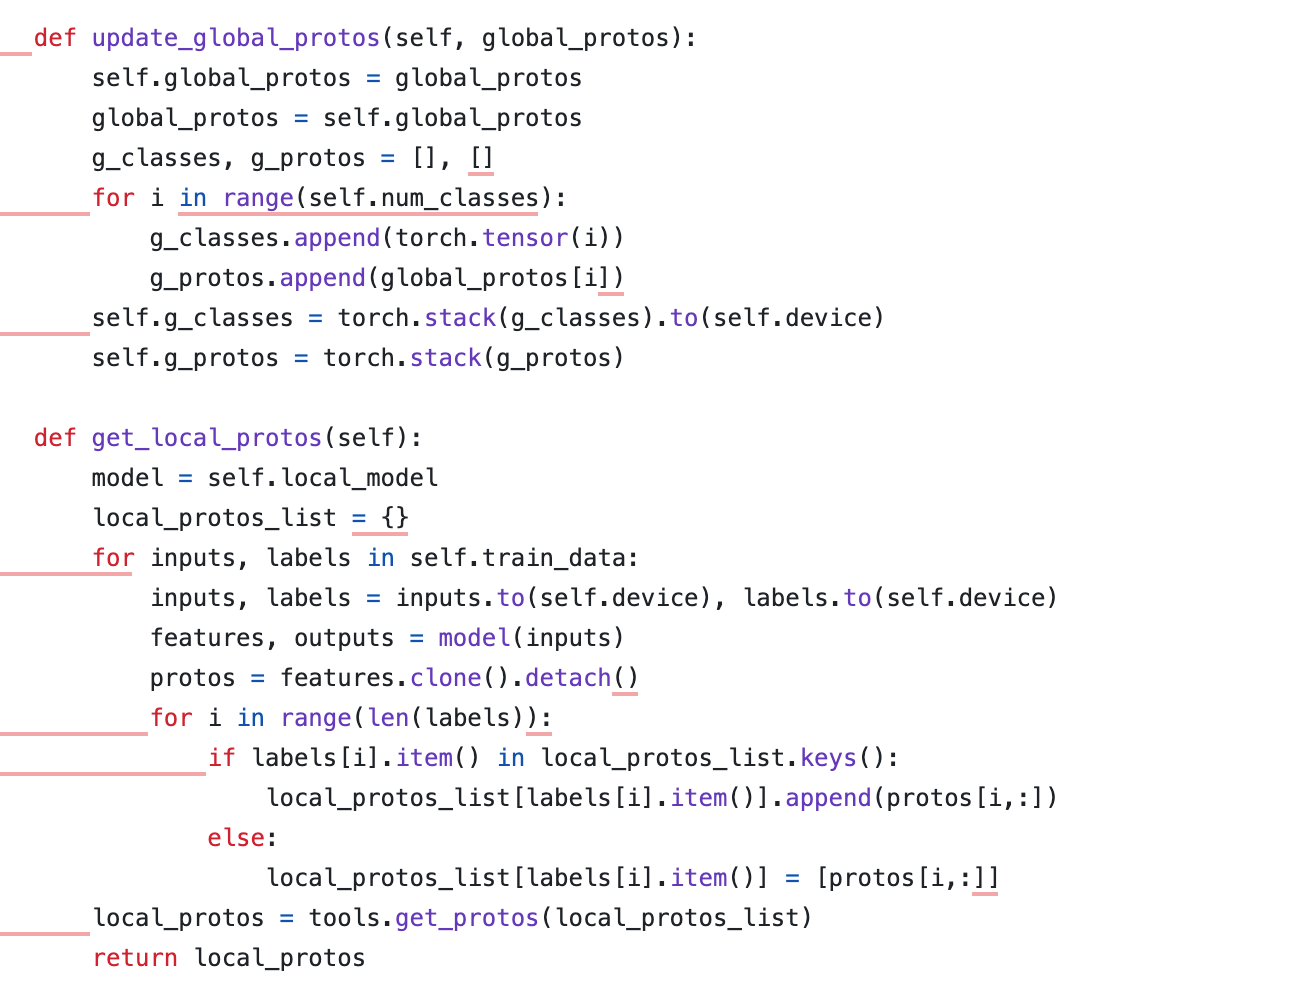 def update_global_protos(self, global_protos):
    self.global_protos = global_protos
    global_protos = self.global_protos
    g_classes, g_protos = [], []
    for i in range(self.num_classes):
        g_classes.append(torch.tensor(i))
        g_protos.append(global_protos[i])
    self.g_classes = torch.stack(g_classes).to(self.device)
    self.g_protos = torch.stack(g_protos)

def get_local_protos(self):
    model = self.local_model
    local_protos_list = {}
    for inputs, labels in self.train_data:
        inputs, labels = inputs.to(self.device), labels.to(self.device)
        features, outputs = model(inputs)
        protos = features.clone().detach()
        for i in range(len(labels)):
            if labels[i].item() in local_protos_list.keys():
                local_protos_list[labels[i].item()].append(protos[i,:])
            else:
                local_protos_list[labels[i].item()] = [protos[i,:]]
    local_protos = tools.get_protos(local_protos_list)
    return local_protos